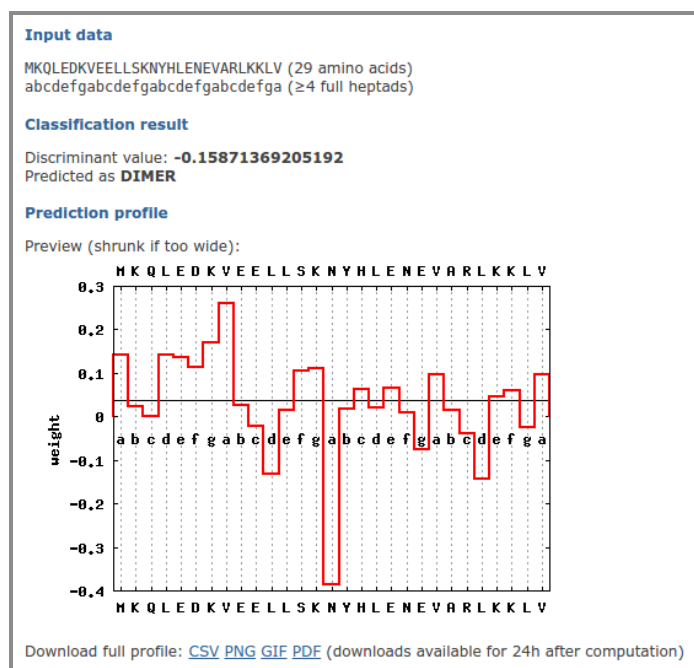 Input data
MKQLEDKVEELLSKNYHLENEVARLKKLV (29 amino acids)
abcdefgabcdefgabcdefgabcdefga (≥4 full heptads)
Classification result
Discriminant value: -0.15871369205192
Predicted as DIMER
Prediction profile
Preview (shrunk if too wide):
M K Q L E D K V E E L L S K N Y H L E N E V A R L K K L V
0.3
0.2
0.1
0
-0.1
-0.2
-0.3
-0.4
weight
a b c d e f g a b c d e f g a b c d e f g a b c d e f g a
M K Q L E D K V E E L L S K N Y H L E N E V A R L K K L V
Download full profile: CSV PNG GIF PDF (downloads available for 24h after computation)